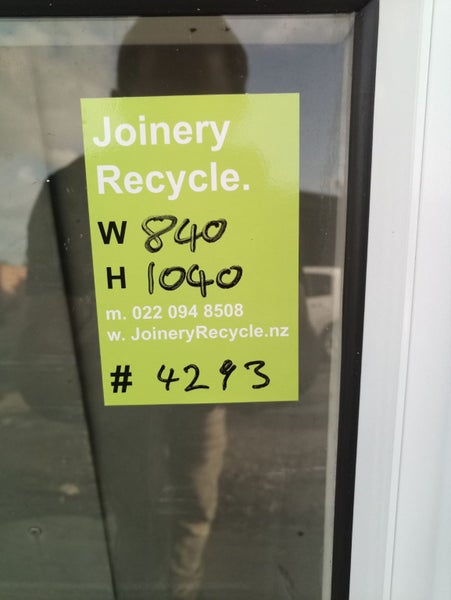 Joinery
Recycle.
W 840
H 1040
m. 022 094 8508
w. JoineryRecycle.nz
# 4293